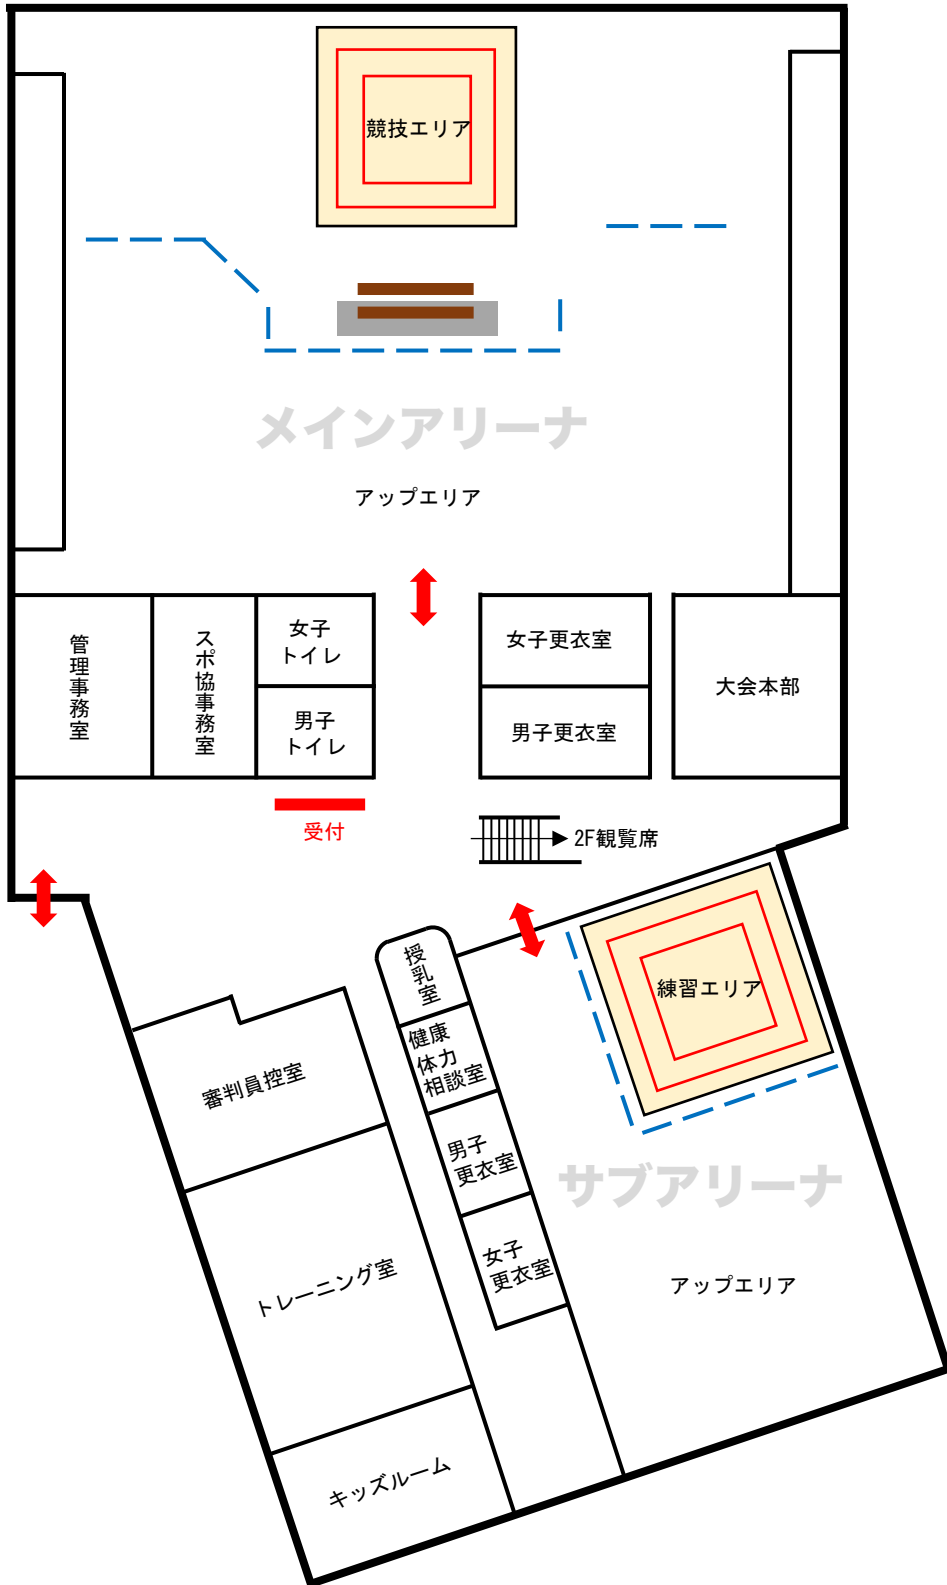 競技エリア
メインアリーナ
アップエリア
管理事務室
スポ協事務室
女子
トイレ
男子
トイレ
女子更衣室
男子更衣室
大会本部
受付
2F観覧席
授乳室
健康
体力
相談室
練習エリア
審判員控室
男子
更衣室
サブアリーナ
女子
更衣室
トレーニング室
アップエリア
キッズルーム